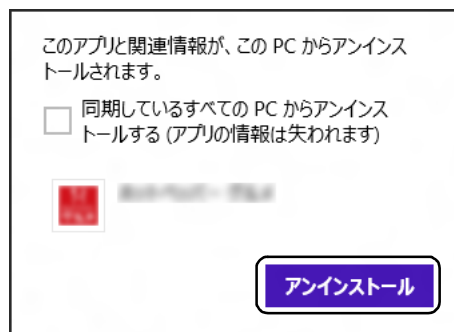 このアプリと関連情報が、この PC からアンインス
トールされます。
同期しているすべての PC からアンインス
トールする (アプリの情報は失われます)
アンインストール